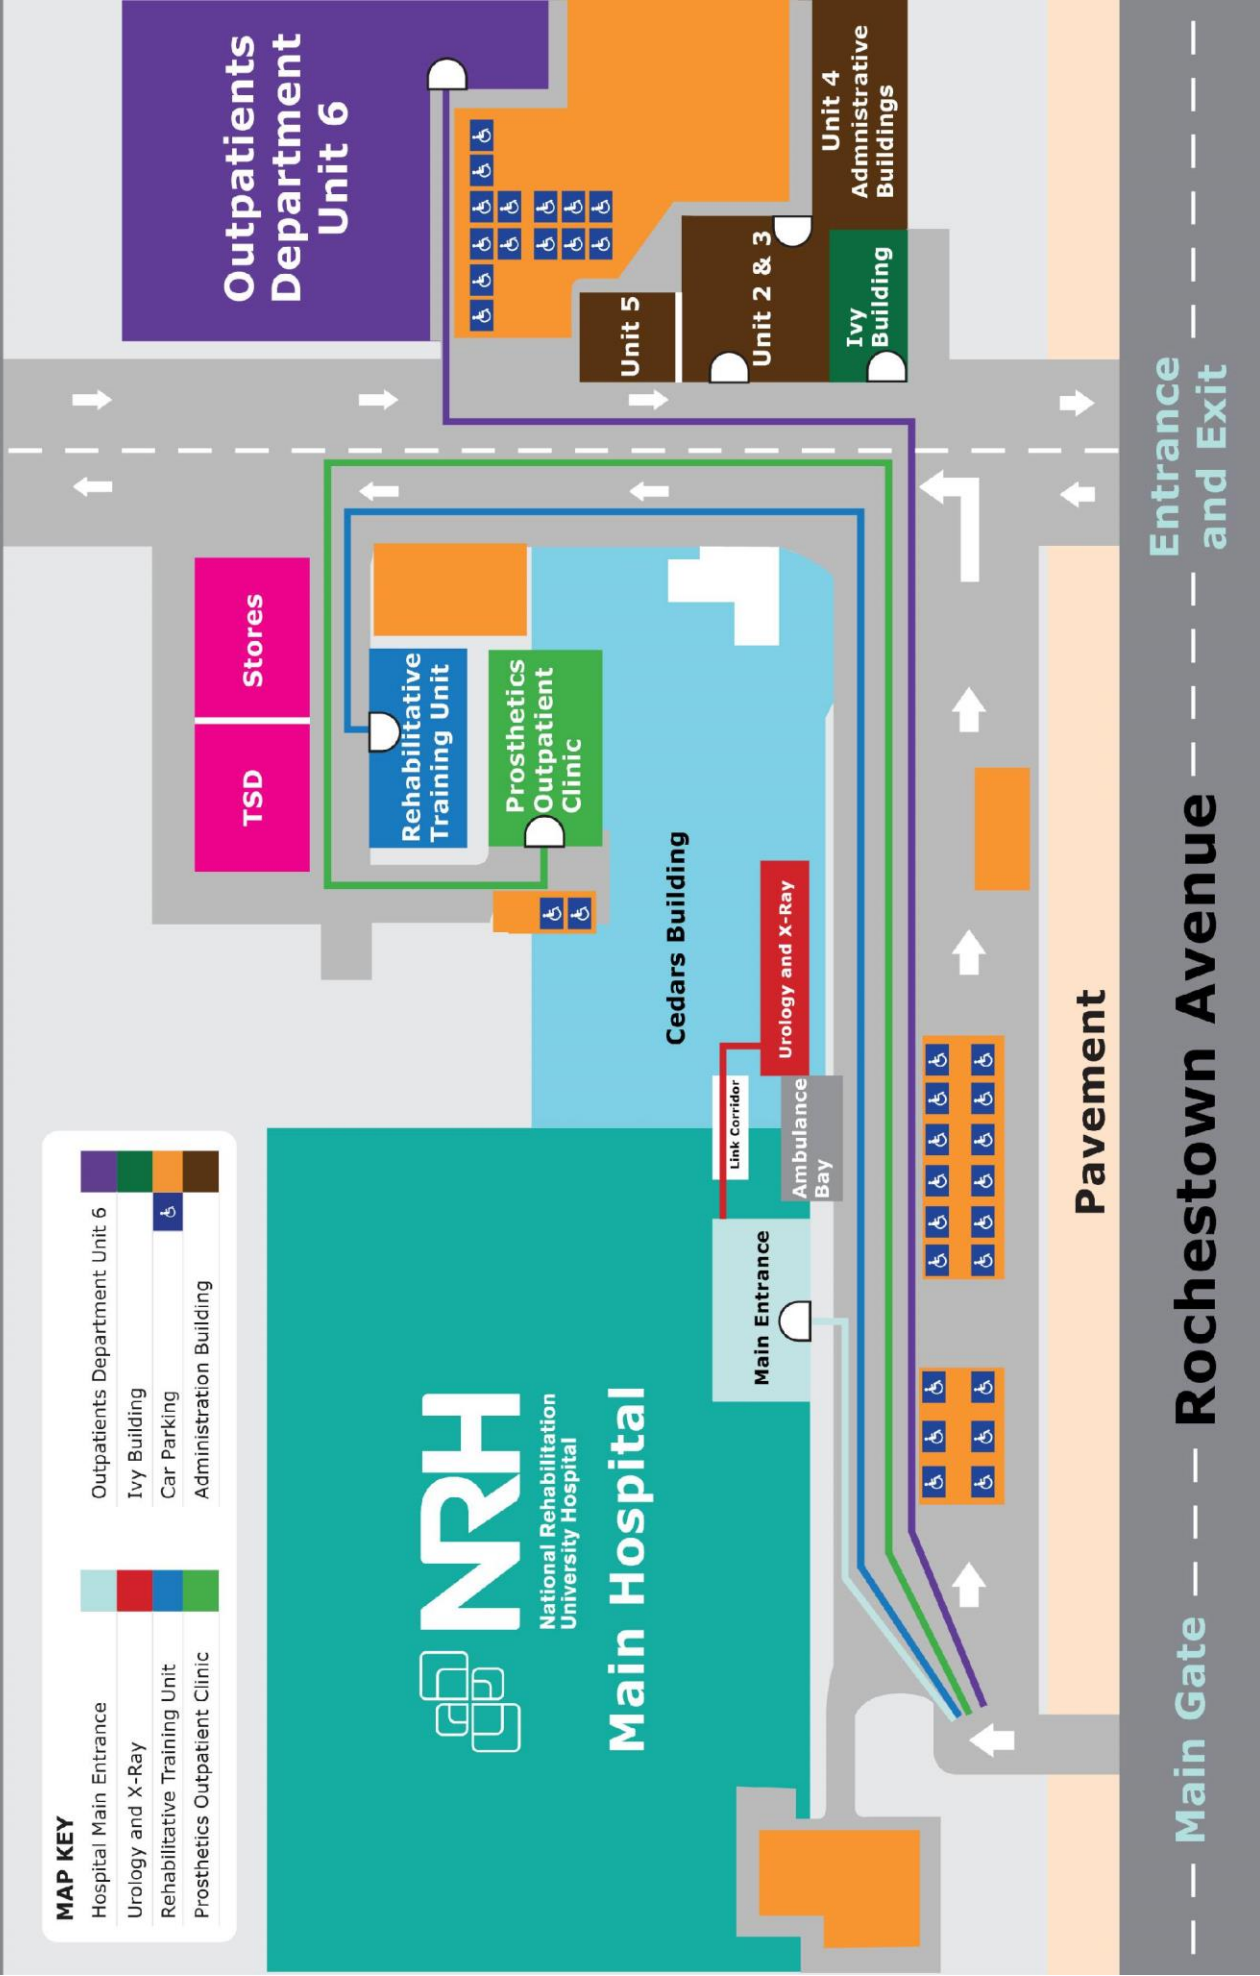 MAP KEY
Hospital Main Entrance
Urology and X-Ray
Rehabilitative Training Unit
Prosthetics Outpatient Clinic
Outpatients Department Unit 6
Ivy Building
Car Parking
Administration Building
TSD
Stores
Outpatients
Department
Unit 6
Rehabilitative
Training Unit
Prosthetics
Outpatient
Clinic
NRH
National Rehabilitation
University Hospital
Main Hospital
Cedars Building
Unit 5
Unit 2 & 3
Unit 4
Admnistrative
Buildings
Ivy
Building
Link Corridor
Urology and X-Ray
Main Entrance
Ambulance
Bay
Pavement
Main Gate
Rochestown Avenue
Entrance
and Exit